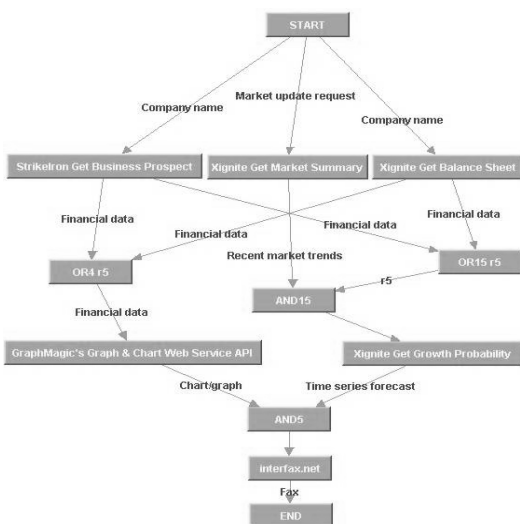 START
Market update request
Company name
Company name
StrikeIron Get Business Prospect
Xignite Get Market Summary
Xignite Get Balance Sheet
Financial data
Financial data
Financial data
Financial data
Recent market trends
OR4 r5
OR15 r5
r5
AND15
Financial data
GraphMagic's Graph & Chart Web Service API
Xignite Get Growth Probability
Chart/graph
Time series forecast
AND5
interfax.net
Fax
END